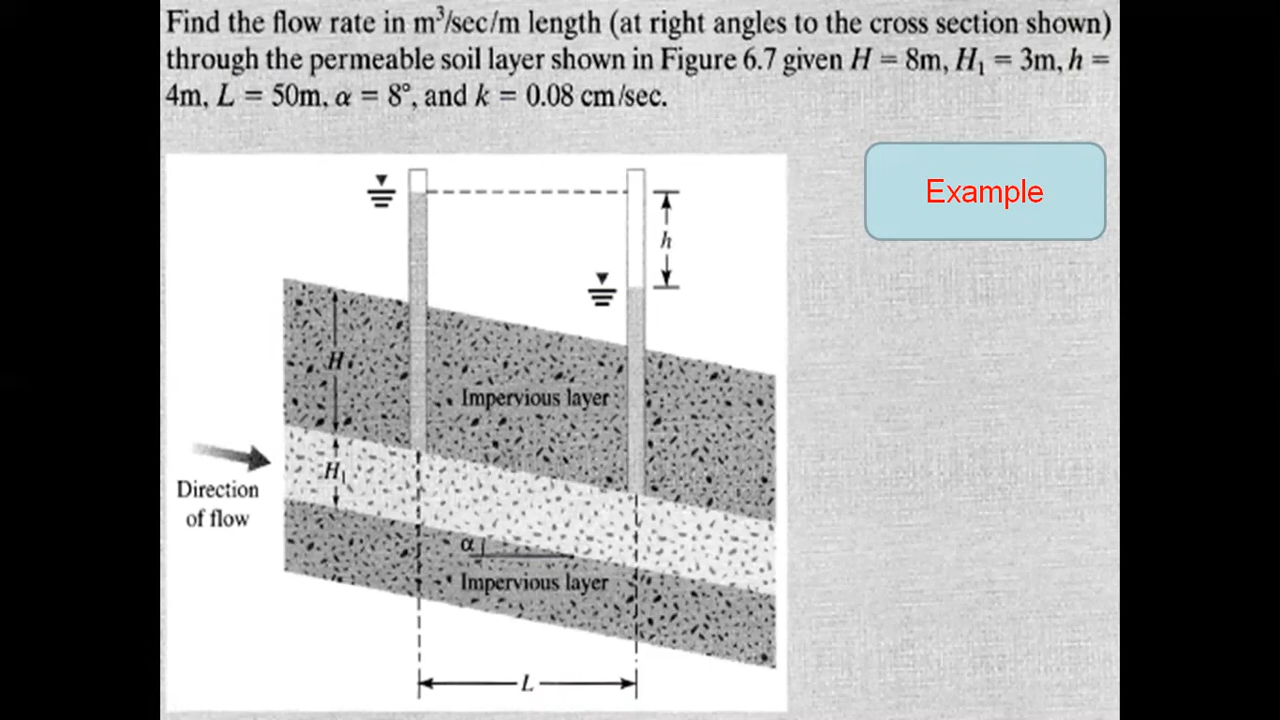 Find the flow rate in m³/sec/m length (at right angles to the cross section shown)
through the permeable soil layer shown in Figure 6.7 given H = 8m, H₁ = 3m, h =
4m, L = 50m, α = 8°, and k = 0.08 cm/sec.
Example
h
H
Impervious layer
H₁
Direction
of flow
α
Impervious layer
L